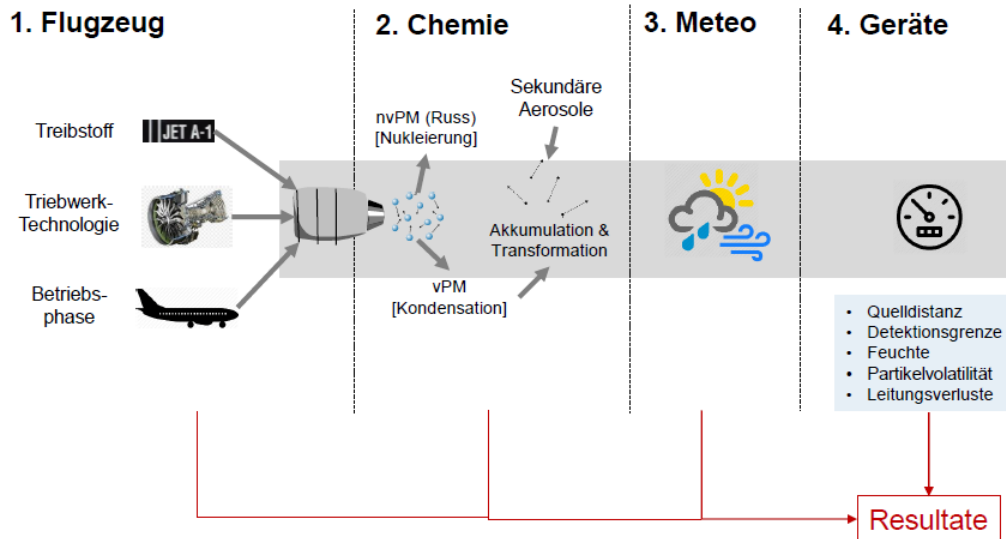 1. Flugzeug
2. Chemie
3. Meteo
4. Geräte
Treibstoff
JET A-1
Triebwerk-
Technologie
Betriebs-
phase
nvPM (Russ)
[Nukleierung]
Sekundäre
Aerosole
Akkumulation &
Transformation
vPM
[Kondensation]
• Quelldistanz
• Detektionsgrenze
• Feuchte
• Partikelvolatilität
• Leitungsverluste
Resultate